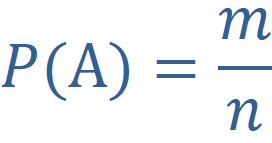 P(A) = m/n